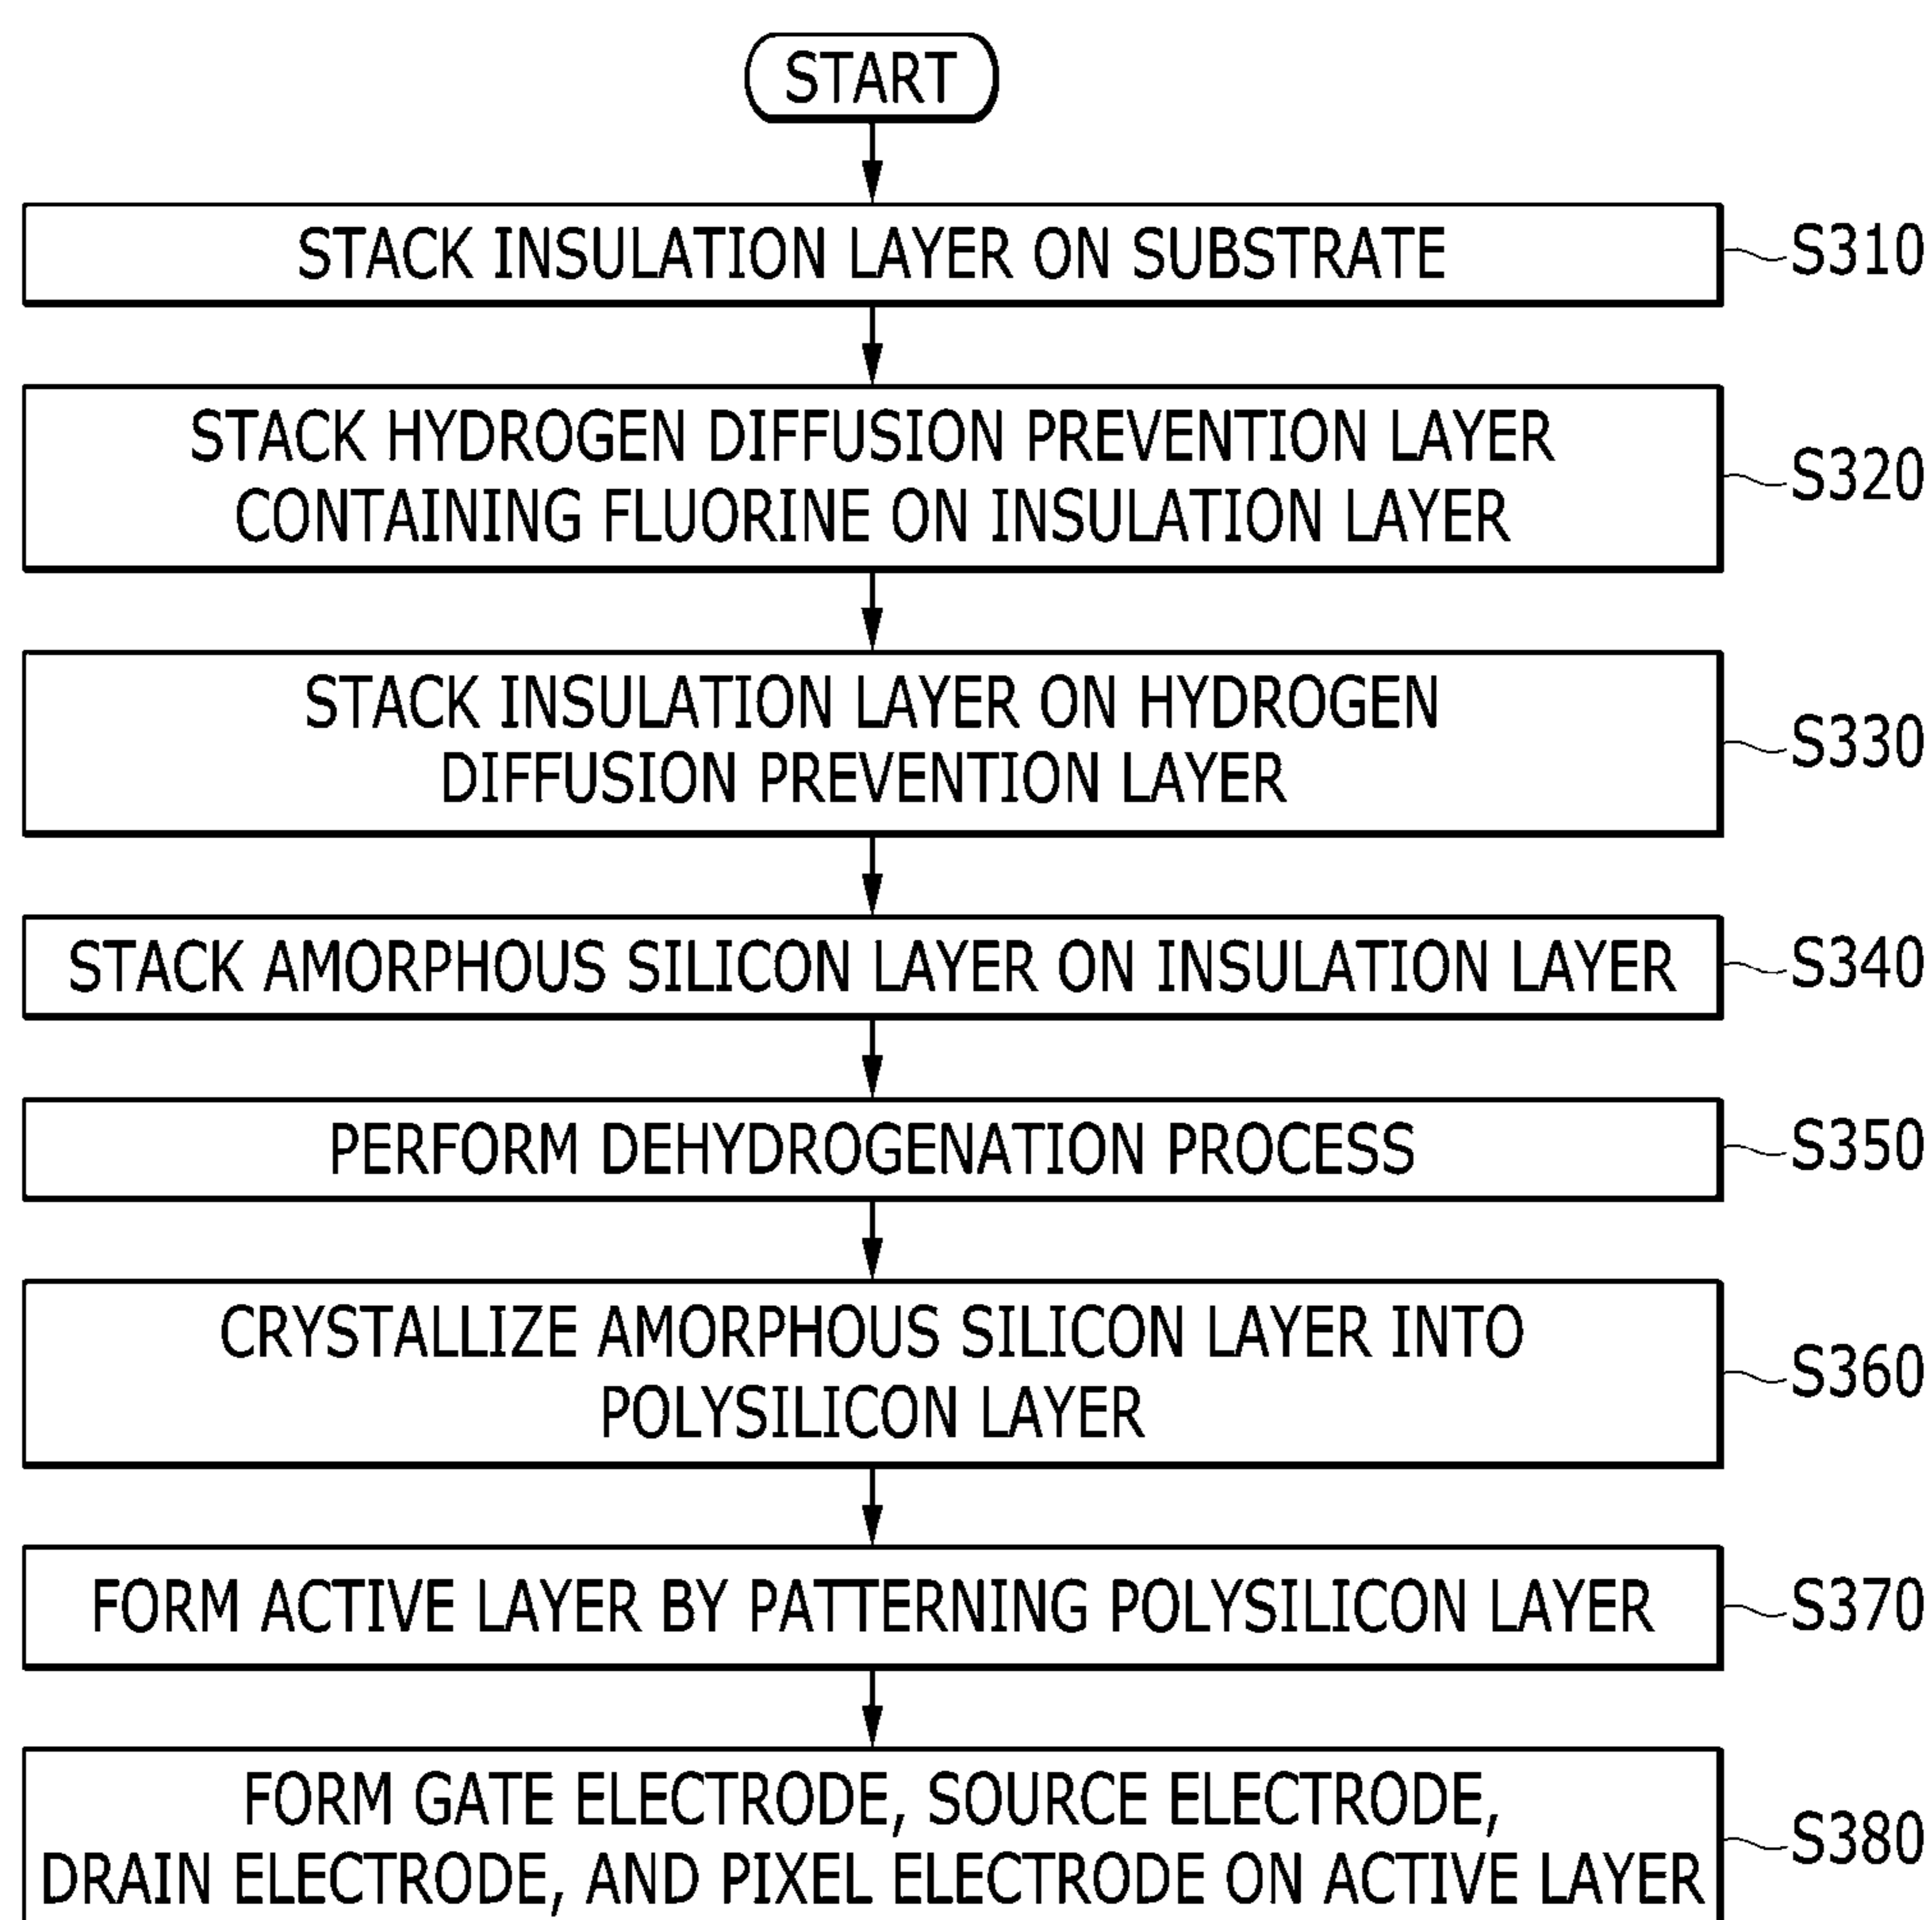 START
STACK INSULATION LAYER ON SUBSTRATE
S310
STACK HYDROGEN DIFFUSION PREVENTION LAYER
CONTAINING FLUORINE ON INSULATION LAYER
S320
STACK INSULATION LAYER ON HYDROGEN
DIFFUSION PREVENTION LAYER
S330
STACK AMORPHOUS SILICON LAYER ON INSULATION LAYER
S340
PERFORM DEHYDROGENATION PROCESS
S350
CRYSTALLIZE AMORPHOUS SILICON LAYER INTO
POLYSILICON LAYER
S360
FORM ACTIVE LAYER BY PATTERNING POLYSILICON LAYER
S370
FORM GATE ELECTRODE, SOURCE ELECTRODE,
DRAIN ELECTRODE, AND PIXEL ELECTRODE ON ACTIVE LAYER
S380